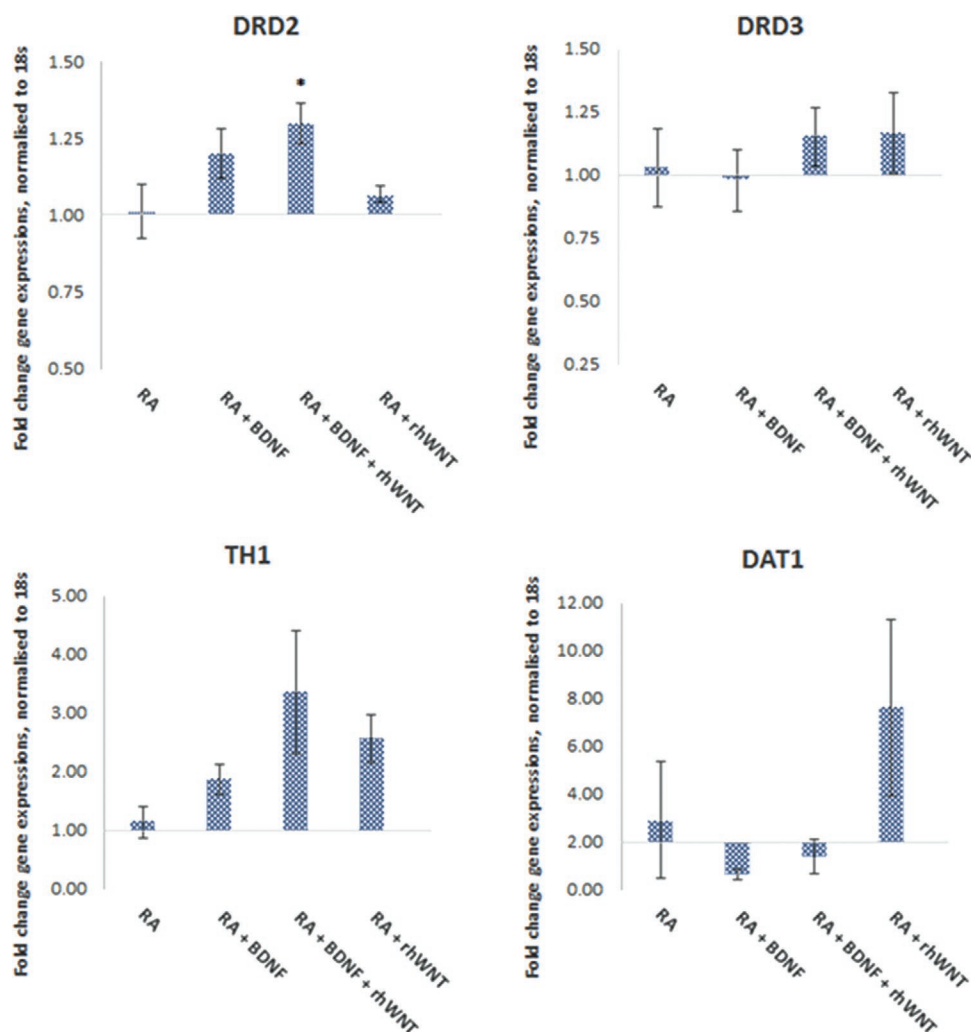 DRD2
Fold change gene expressions, normalised to 18s
1.50
1.25
1.00
0.75
0.50
*
RA
RA + BDNF
RA + BDNF + rhWNT
RA + rhWNT
DRD3
Fold change gene expressions, normalised to 18s
1.50
1.25
1.00
0.75
0.50
0.25
RA
RA + BDNF
RA + BDNF + rhWNT
RA + rhWNT
TH1
Fold change gene expressions, normalised to 18s
5.00
4.00
3.00
2.00
1.00
0.00
RA
RA + BDNF
RA + BDNF + rhWNT
RA + rhWNT
DAT1
Fold change gene expressions, normalised to 18s
12.00
10.00
8.00
6.00
4.00
2.00
0.00
RA
RA + BDNF
RA + BDNF + rhWNT
RA + rhWNT